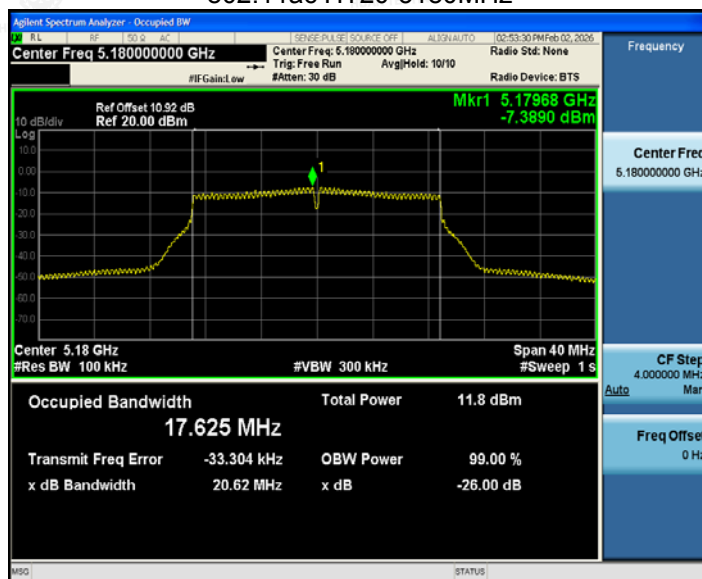 Agilent Spectrum Analyzer - Occupied BW
RL RF 50 Ω AC SENSE:PULSE SOURCE OFF ALIGNAUTO 02:53:30 PM Feb 02, 2026
Center Freq 5.180000000 GHz
Center Freq: 5.180000000 GHz
Radio Std: None
Trig: Free Run Avg|Hold: 10/10
#IFGain:Low #Atten: 30 dB Radio Device: BTS
Frequency
Ref Offset 10.92 dB
Mkr1 5.17968 GHz
10 dB/div Ref 20.00 dBm -7.3890 dBm
Log
10.0
0.00
-10.0
-20.0
-30.0
-40.0
-50.0
-60.0
-70.0
1
Center Freq
5.180000000 GHz
Center 5.18 GHz Span 40 MHz
#Res BW 100 kHz #VBW 300 kHz #Sweep 1 s
CF Step
4.000000 MHz
Auto Man
Occupied Bandwidth Total Power 11.8 dBm
17.625 MHz
Transmit Freq Error -33.304 kHz OBW Power 99.00 %
x dB Bandwidth 20.62 MHz x dB -26.00 dB
Freq Offset
0 Hz
MSG STATUS